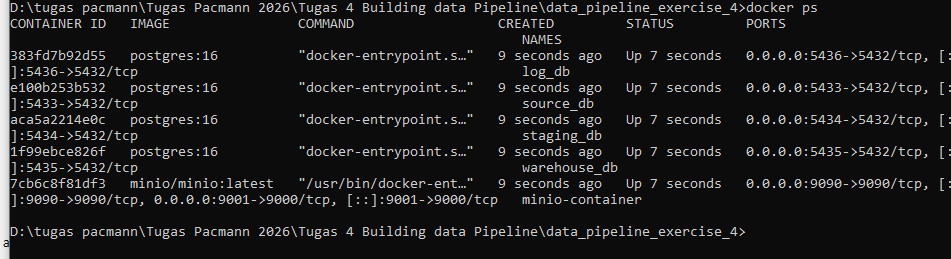 D:\tugas pacmann\Tugas Pacmann 2026\Tugas 4 Building data Pipeline\data_pipeline_exercise_4>docker ps
CONTAINER ID   IMAGE                COMMAND                  CREATED         STATUS         PORTS
NAMES
383fd7b92d55   postgres:16          "docker-entrypoint.s…"   9 seconds ago   Up 7 seconds   0.0.0.0:5436->5432/tcp, [:
]:5436->5432/tcp                                             log_db
e100b253b532   postgres:16          "docker-entrypoint.s…"   9 seconds ago   Up 7 seconds   0.0.0.0:5433->5432/tcp, [:
]:5433->5432/tcp                                             source_db
aca5a2214e0c   postgres:16          "docker-entrypoint.s…"   9 seconds ago   Up 7 seconds   0.0.0.0:5434->5432/tcp, [:
]:5434->5432/tcp                                             staging_db
1f99ebce826f   postgres:16          "docker-entrypoint.s…"   9 seconds ago   Up 7 seconds   0.0.0.0:5435->5432/tcp, [:
]:5435->5432/tcp                                             warehouse_db
7cb6c8f81df3   minio/minio:latest   "/usr/bin/docker-ent…"   9 seconds ago   Up 7 seconds   0.0.0.0:9090->9090/tcp, [:
]:9090->9090/tcp, 0.0.0.0:9001->9000/tcp, [::]:9001->9000/tcp   minio-container
D:\tugas pacmann\Tugas Pacmann 2026\Tugas 4 Building data Pipeline\data_pipeline_exercise_4>
a